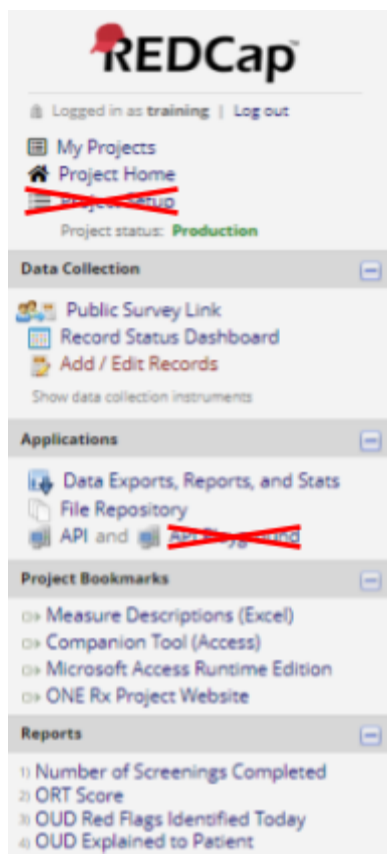 REDCap
Logged in as training | Log out
My Projects
Project Home
Project Setup
Project status: Production
Data Collection
Public Survey Link
Record Status Dashboard
Add / Edit Records
Show data collection instruments
Applications
Data Exports, Reports, and Stats
File Repository
API and API Playground
Project Bookmarks
Measure Descriptions (Excel)
Companion Tool (Access)
Microsoft Access Runtime Edition
ONE Rx Project Website
Reports
1) Number of Screenings Completed
2) ORT Score
3) OUD Red Flags Identified Today
4) OUD Explained to Patient